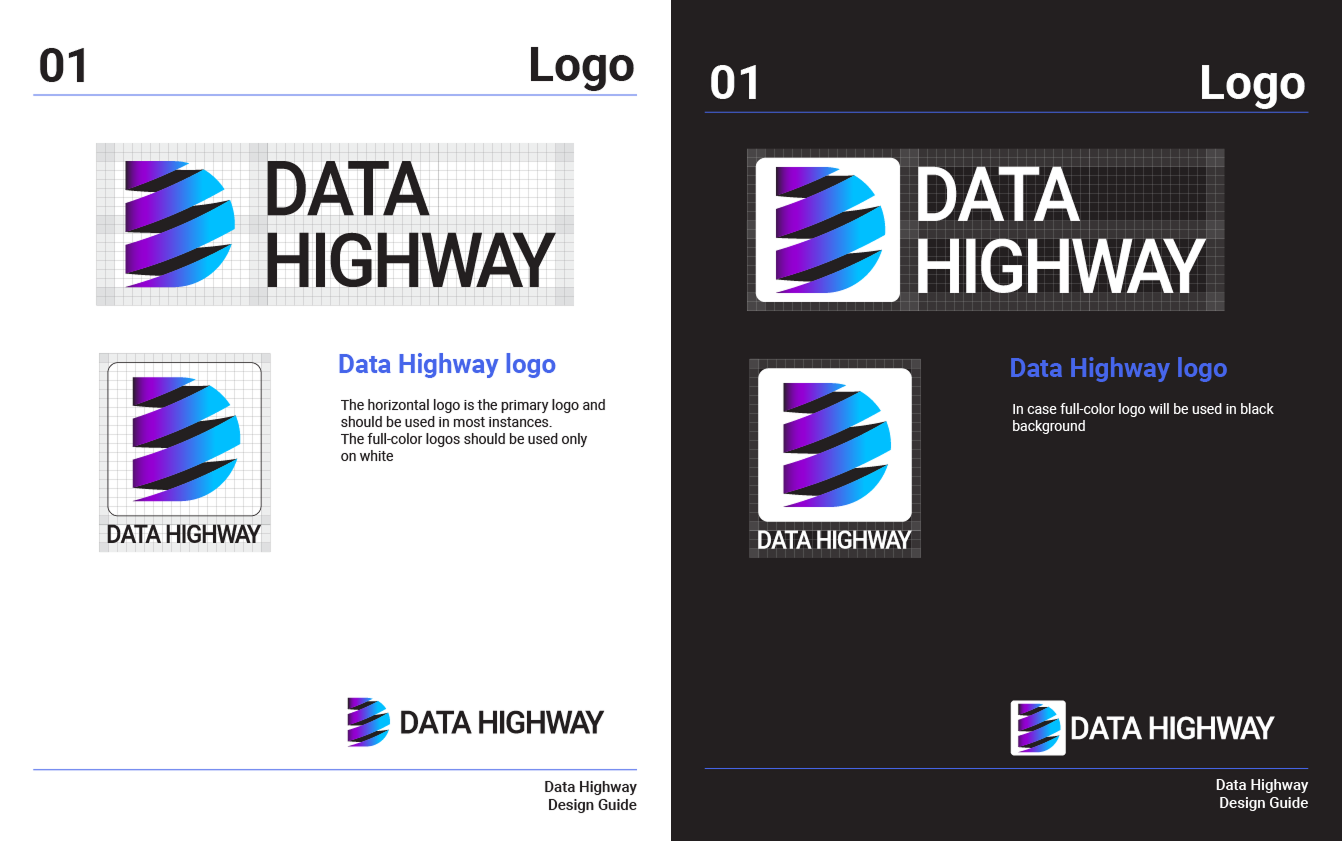 01
Logo
DATA
HIGHWAY
DATA HIGHWAY
Data Highway logo
The horizontal logo is the primary logo and
should be used in most instances.
The full-color logos should be used only
on white
DATA HIGHWAY
Data Highway
Design Guide
01
Logo
DATA
HIGHWAY
DATA HIGHWAY
Data Highway logo
In case full-color logo will be used in black
background
DATA HIGHWAY
Data Highway
Design Guide